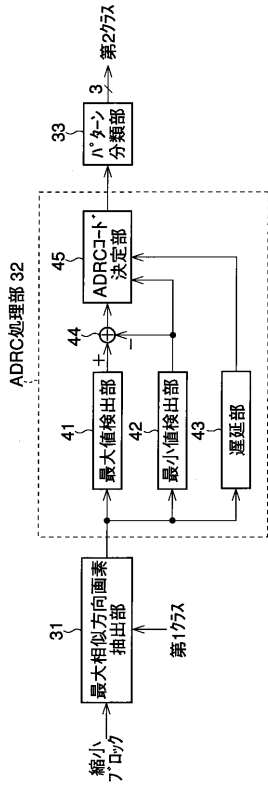 縮小
ブロック
31
最大相似方向画素
抽出部
第1クラス
ADRC処理部 32
41
最大値検出部
42
最小値検出部
43
遅延部
+
44
−
45
ADRCコード
決定部
33
パターン
分類部
3
第2クラス